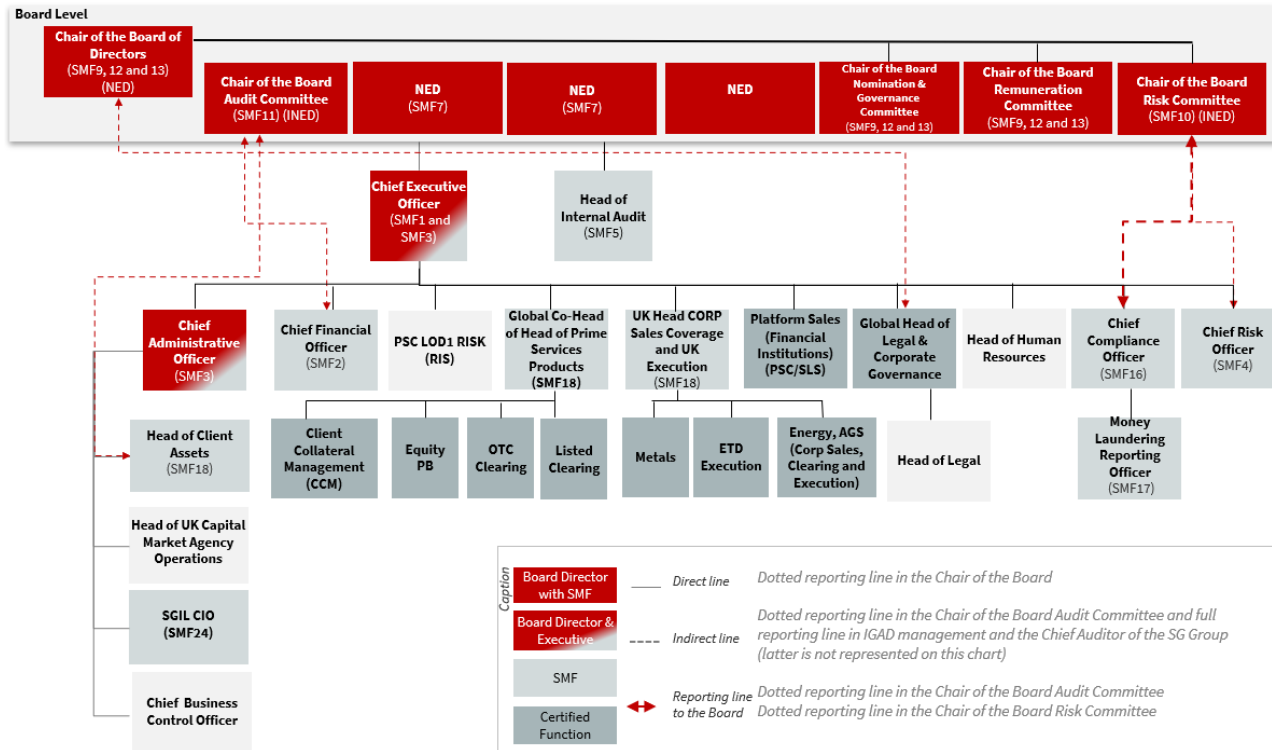 Board Level
Chair of the Board of
Directors
(SMF9, 12 and 13)
(NED)
Chair of the Board
Audit Committee
(SMF11) (INED)
NED
(SMF7)
NED
(SMF7)
NED
Chair of the Board
Nomination &
Governance
Committee
(SMF9, 12 and 13)
Chair of the Board
Remuneration
Committee
(SMF9, 12 and 13)
Chair of the Board
Risk Committee
(SMF10) (INED)
Chief Executive
Officer
(SMF1 and
SMF3)
Head of
Internal Audit
(SMF5)
Chief
Administrative
Officer
(SMF3)
Chief Financial
Officer
(SMF2)
PSC LOD1 RISK
(RIS)
Global Co-Head
of Head of Prime
Services
Products
(SMF18)
UK Head CORP
Sales Coverage
and UK
Execution
(SMF18)
Platform Sales
(Financial
Institutions)
(PSC/SLS)
Global Head of
Legal &
Corporate
Governance
Head of Human
Resources
Chief
Compliance
Officer
(SMF16)
Chief Risk
Officer
(SMF4)
Head of Client
Assets
(SMF18)
Client
Collateral
Management
(CCM)
Equity
PB
OTC
Clearing
Listed
Clearing
Metals
ETD
Execution
Energy, AGS
(Corp Sales,
Clearing and
Execution)
Head of Legal
Money
Laundering
Reporting
Officer
(SMF17)
Head of UK Capital
Market Agency
Operations
SGIL CIO
(SMF24)
Chief Business
Control Officer
Caption
Board Director
with SMF
Board Director &
Executive
SMF
Certified
Function
Direct line
Indirect line
Reporting line
to the Board
Dotted reporting line in the Chair of the Board
Dotted reporting line in the Chair of the Board Audit Committee and full
reporting line in IGAD management and the Chief Auditor of the SG Group
(latter is not represented on this chart)
Dotted reporting line in the Chair of the Board Audit Committee
Dotted reporting line in the Chair of the Board Risk Committee